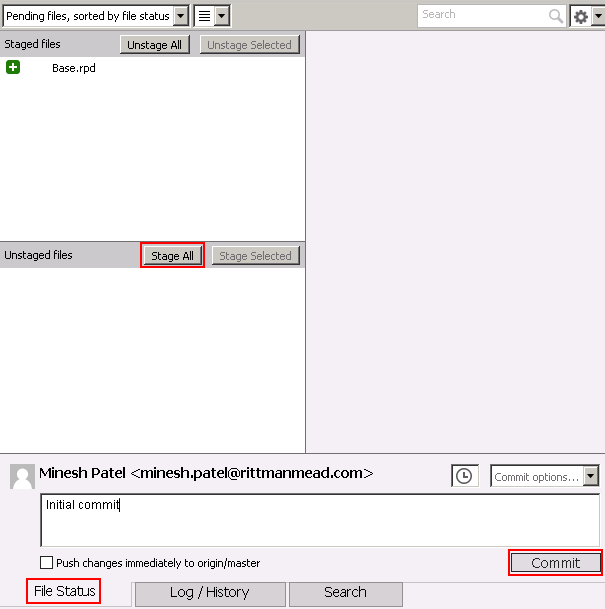 Pending files, sorted by file status
Search
Staged files
Unstage All
Unstage Selected
Base.rpd
Unstaged files
Stage All
Stage Selected
Minesh Patel <minesh.patel@rittmanmead.com>
Commit options...
Initial commit
Push changes immediately to origin/master
Commit
File Status
Log / History
Search